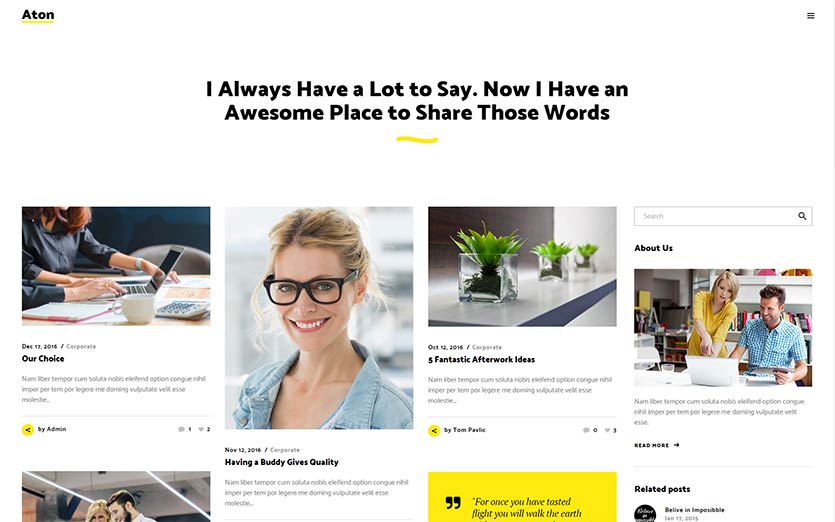 Aton
I Always Have a Lot to Say. Now I Have an
Awesome Place to Share Those Words
Dec 17, 2016 / Corporate
Our Choice
Nam liber tempor cum soluta nobis eleifend option congue nihil
imper per tem por legere me doming vulputate velit esse
molestie...
by Admin
1
2
Nov 12, 2016 / Corporate
Having a Buddy Gives Quality
Nam liber tempor cum soluta nobis eleifend option congue nihil
imper per tem por legere me doming vulputate velit esse
molestie...
Oct 12, 2016 / Corporate
5 Fantastic Afterwork Ideas
Nam liber tempor cum soluta nobis eleifend option congue nihil
imper per tem por legere me doming vulputate velit esse
molestie...
by Tom Pavlic
0
3
"For once you have tasted
flight you will walk the earth
Search
About Us
Nam liber tempor cum soluta nobis eleifend option congue
nihil imper per tem por legere me doming vulputate velit
esse.
READ MORE
Related posts
Belive in Imposibble
Jan 17, 2015